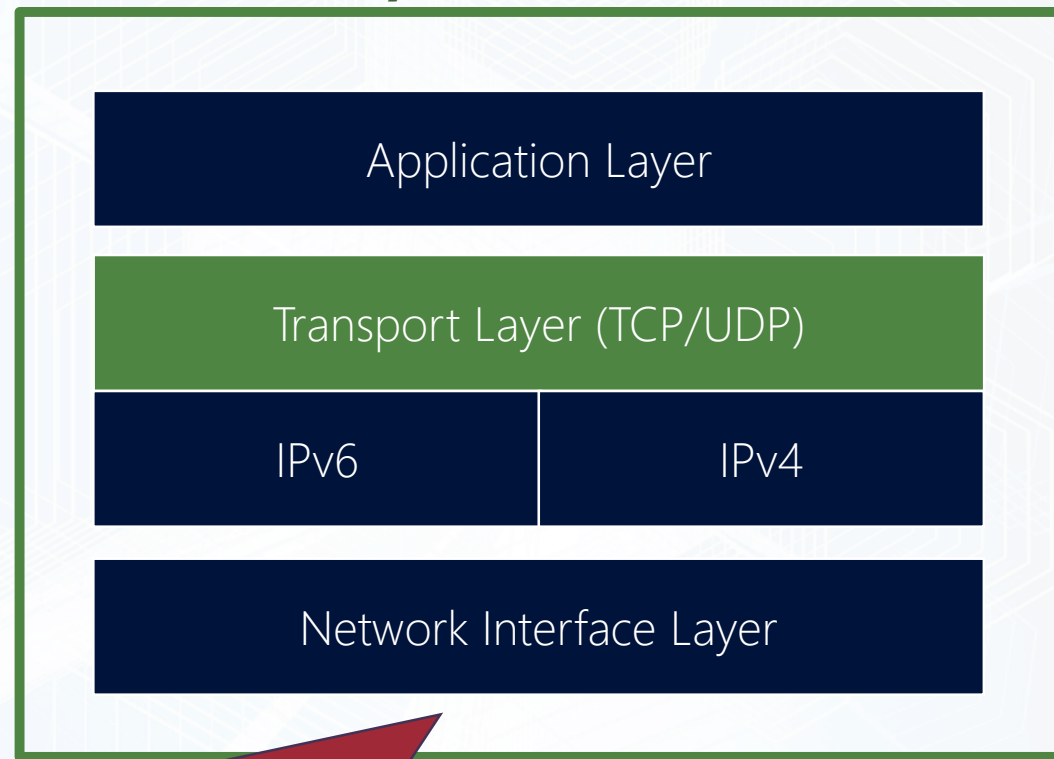 Application Layer
Transport Layer (TCP/UDP)
IPv6 IPv4
Network Interface Layer